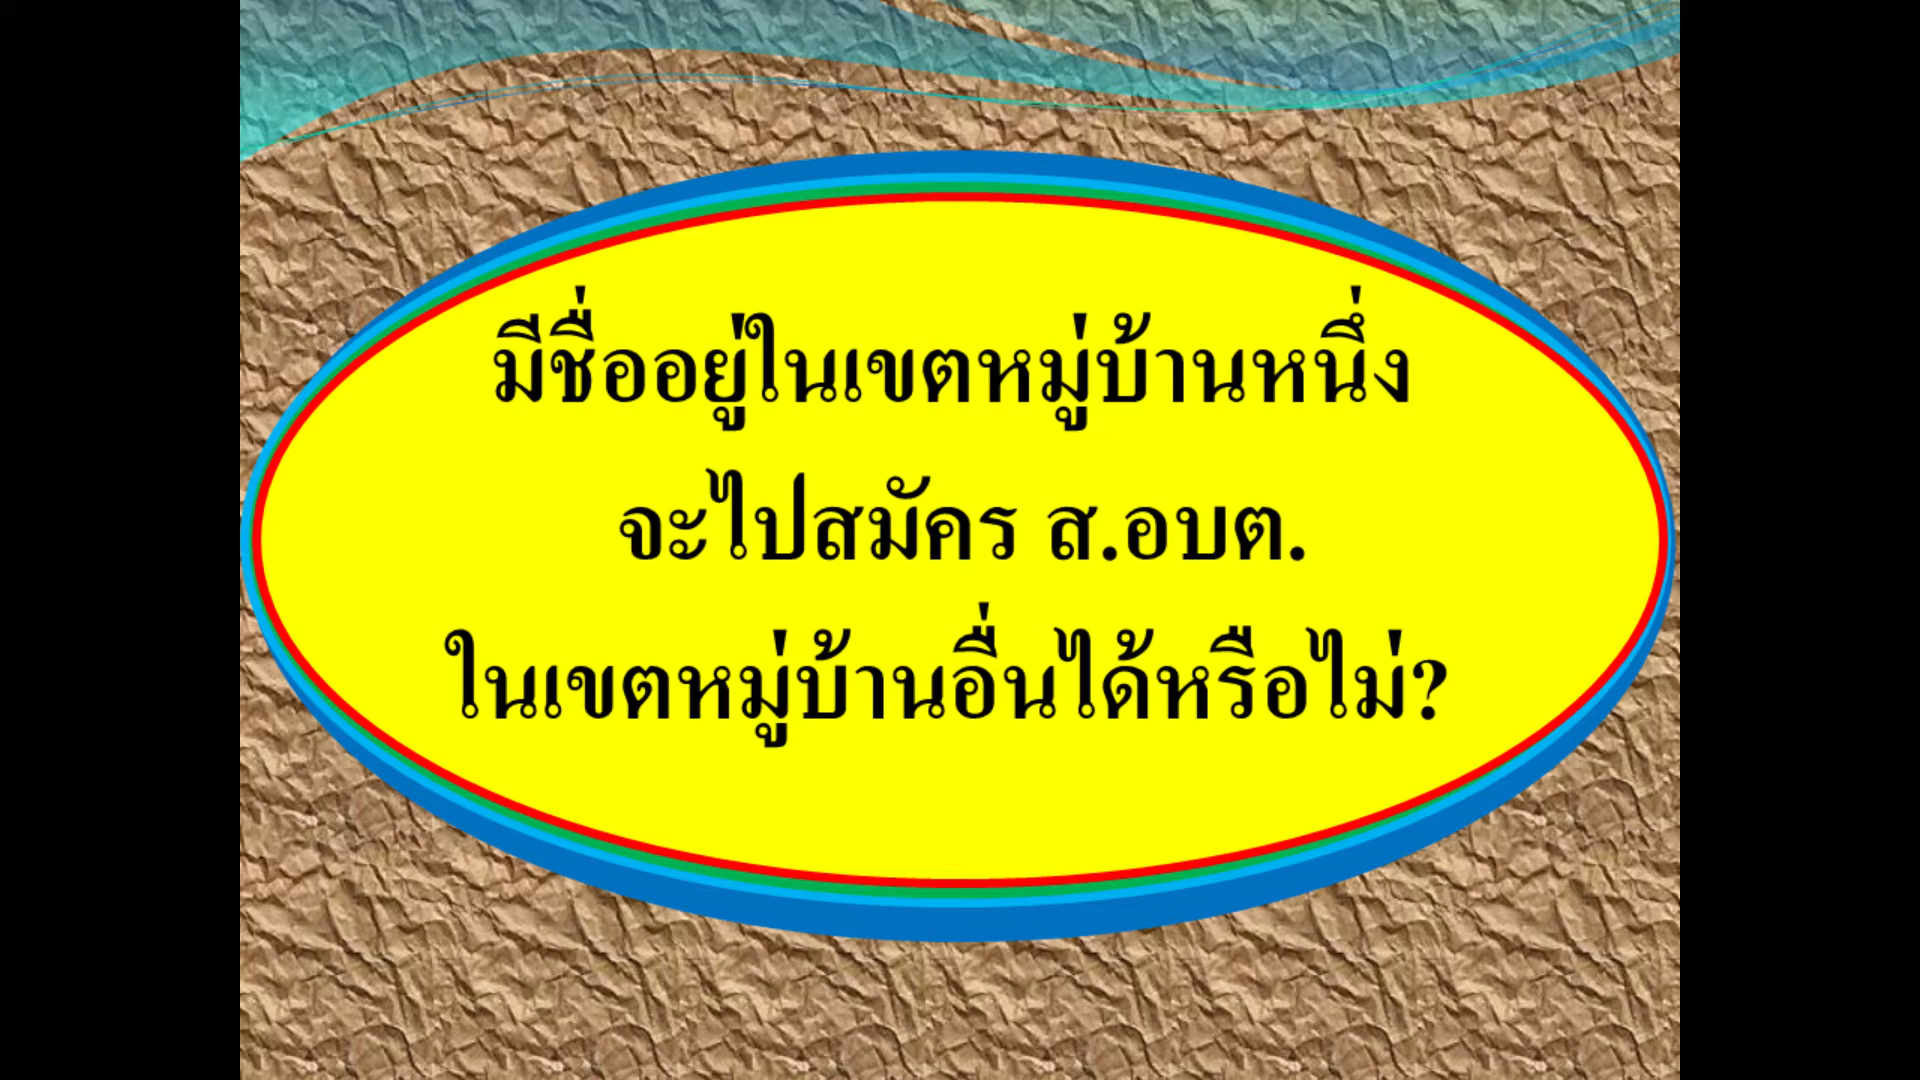 มีชื่ออยู่ในเขตหมู่บ้านหนึ่ง
จะไปสมัคร ส.อบต.
ในเขตหมู่บ้านอื่นได้หรือไม่?